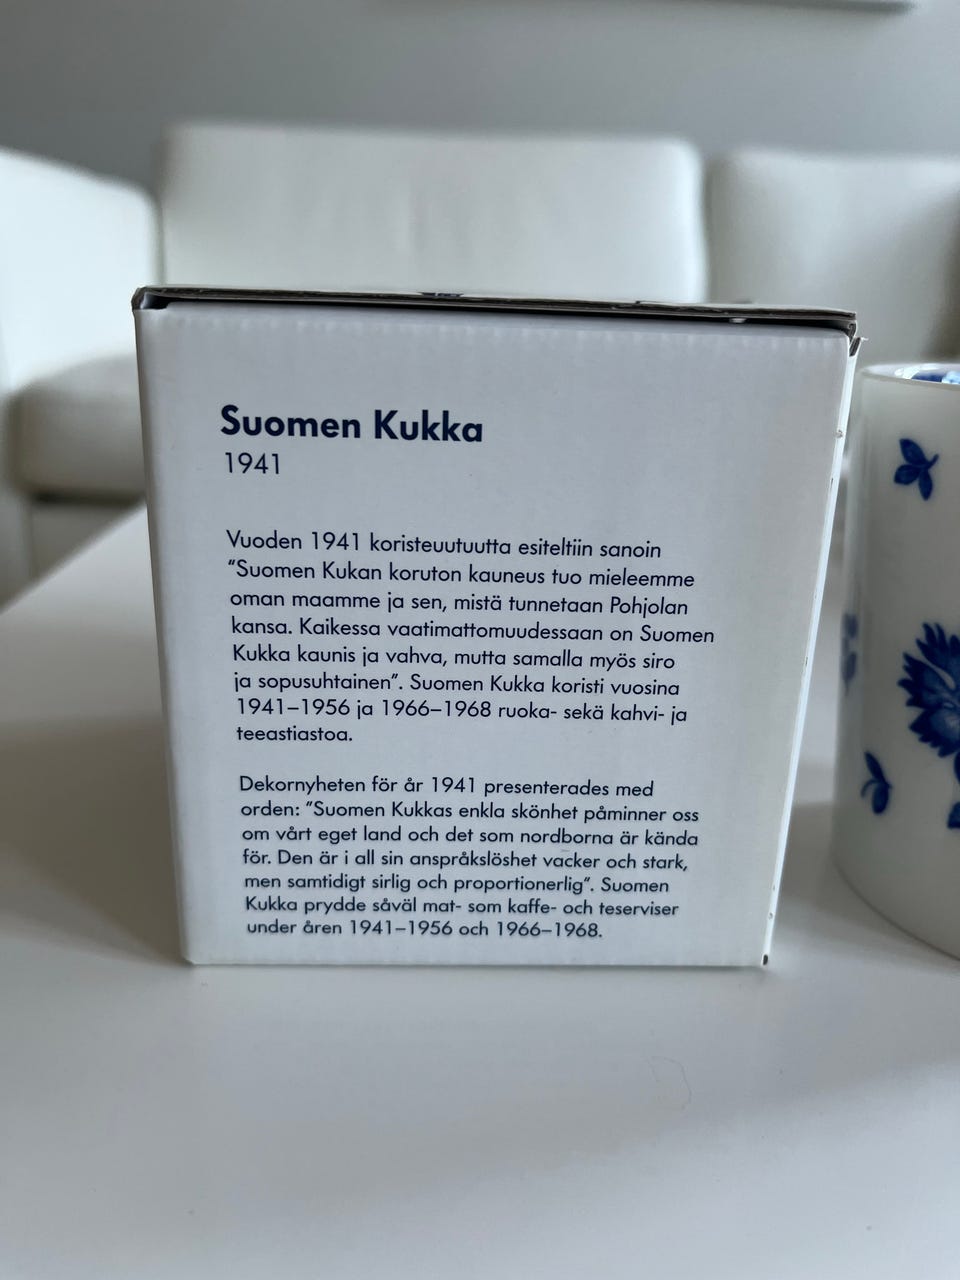 Suomen Kukka
1941
Vuoden 1941 koristeuutuutta esiteltiin sanoin
“Suomen Kukan koruton kauneus tuo mieleemme
oman maamme ja sen, mistä tunnetaan Pohjolan
kansa. Kaikessa vaatimattomuudessaan on Suomen
Kukka kaunis ja vahva, mutta samalla myös siro
ja sopusuhtainen”. Suomen Kukka koristi vuosina
1941–1956 ja 1966–1968 ruoka- sekä kahvi- ja
teeastiastoa.
Dekornyheten för år 1941 presenterades med
orden: ”Suomen Kukkas enkla skönhet påminner oss
om vårt eget land och det som nordborna är kända
för. Den är i all sin anspråkslöshet vacker och stark,
men samtidigt sirlig och proportionerlig”. Suomen
Kukka prydde såväl mat- som kaffe- och teserviser
under åren 1941–1956 och 1966–1968.